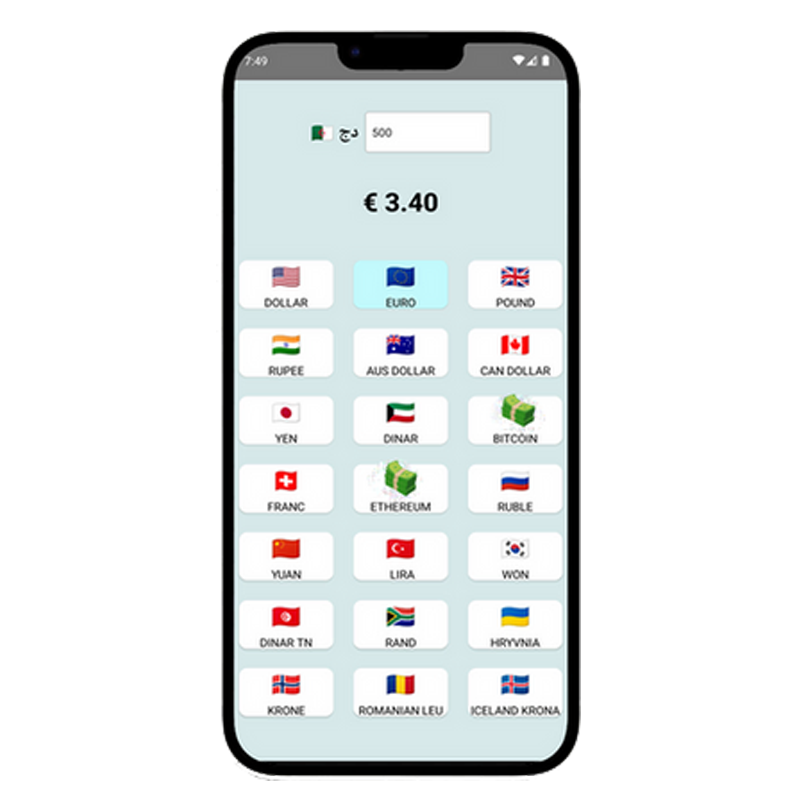 7:49
دج 500
€ 3.40
DOLLAR EURO POUND
RUPEE AUS DOLLAR CAN DOLLAR
YEN DINAR BITCOIN
FRANC ETHEREUM RUBLE
YUAN LIRA WON
DINAR TN RAND HRYVNIA
KRONE ROMANIAN LEU ICELAND KRONA